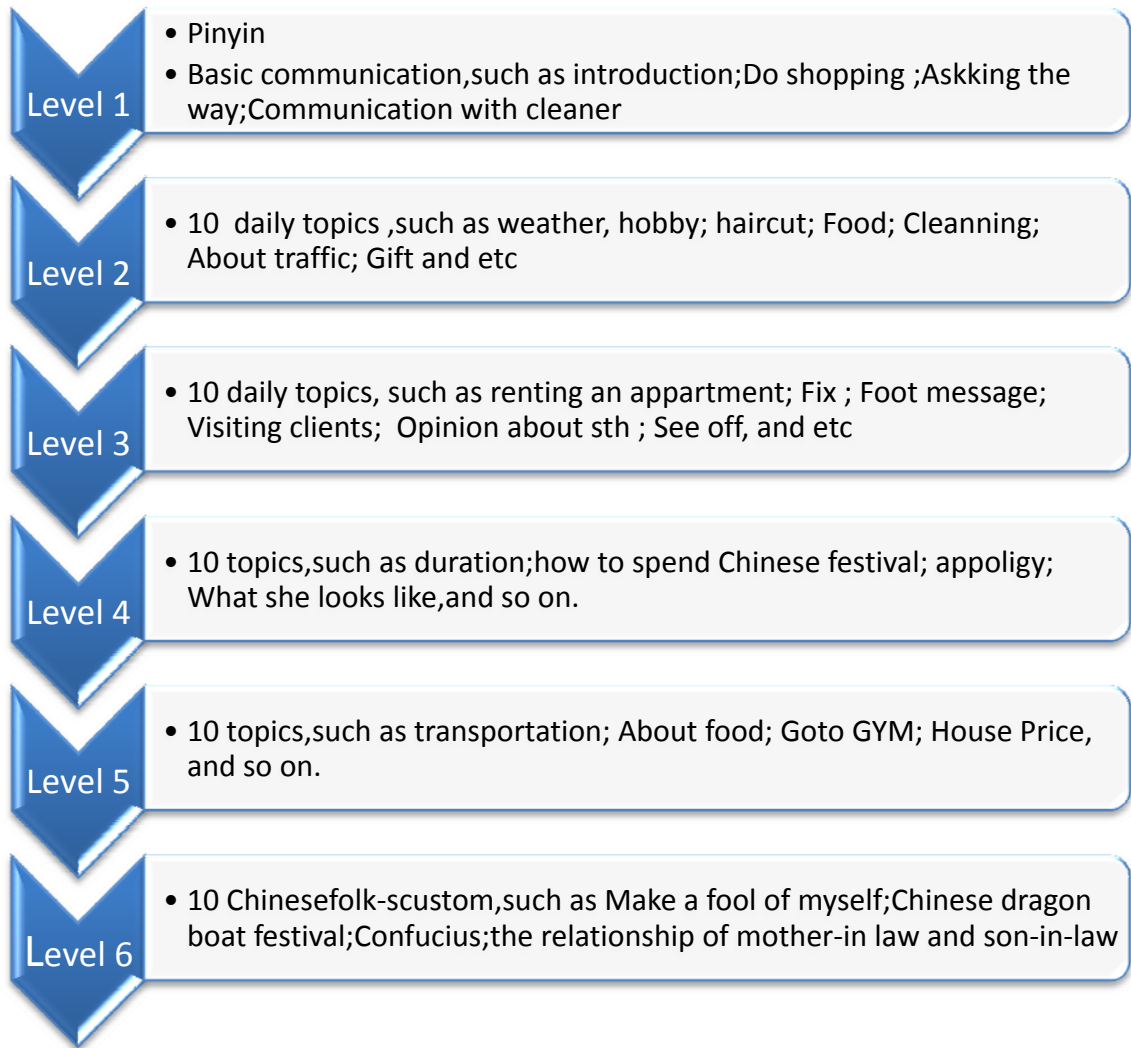 Level 1
• Pinyin
• Basic communication,such as introduction;Do shopping ;Askking the
way;Communication with cleaner
Level 2
• 10  daily topics ,such as weather, hobby; haircut; Food; Cleanning;
About traffic; Gift and etc
Level 3
• 10 daily topics, such as renting an appartment; Fix ; Foot message;
Visiting clients;  Opinion about sth ; See off, and etc
Level 4
• 10 topics,such as duration;how to spend Chinese festival; appoligy;
What she looks like,and so on.
Level 5
• 10 topics,such as transportation; About food; Goto GYM; House Price,
and so on.
Level 6
• 10 Chinesefolk-scustom,such as Make a fool of myself;Chinese dragon
boat festival;Confucius;the relationship of mother-in law and son-in-law